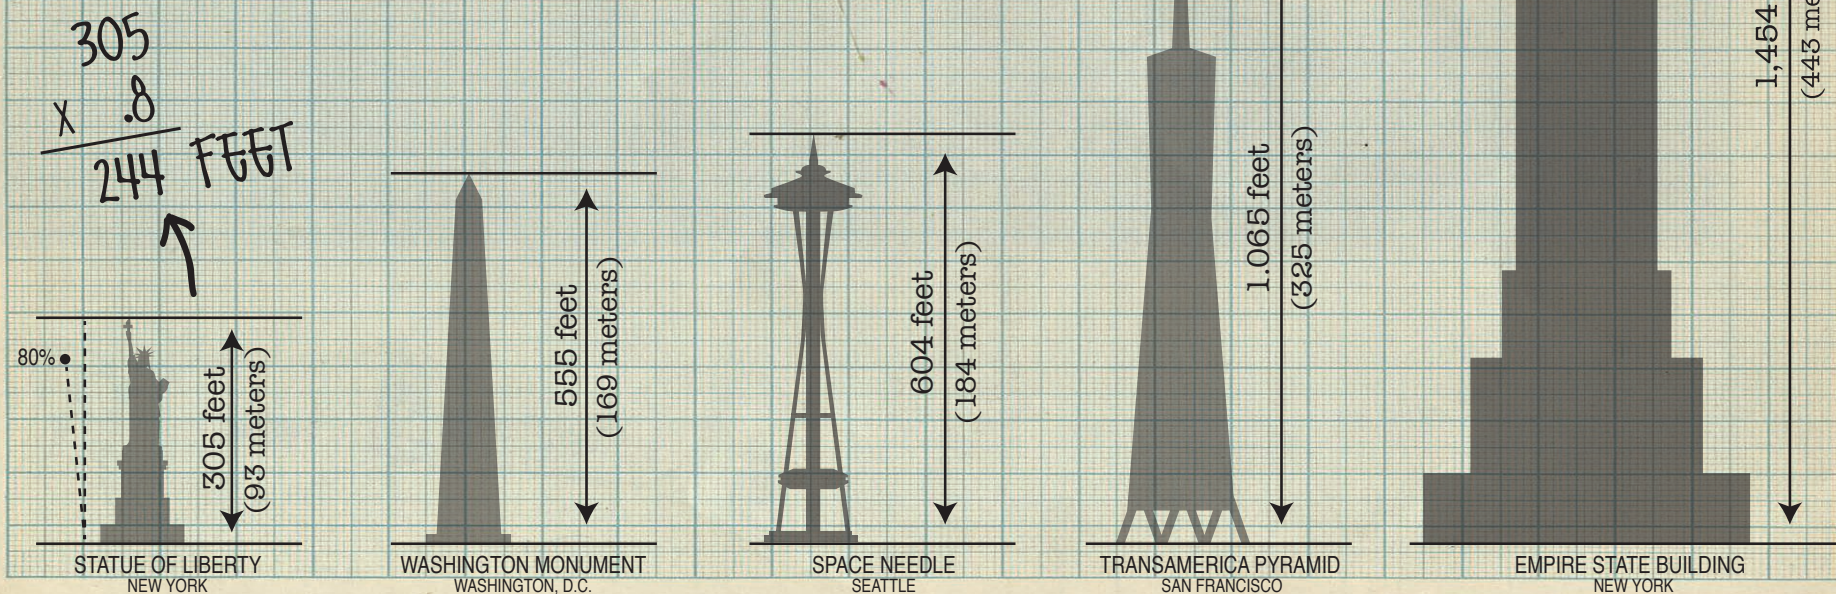 305
X .8
244 FEET
80%
305 feet
(93 meters)
STATUE OF LIBERTY
NEW YORK
555 feet
(169 meters)
WASHINGTON MONUMENT
WASHINGTON, D.C.
604 feet
(184 meters)
SPACE NEEDLE
SEATTLE
1.065 feet
(325 meters)
TRANSAMERICA PYRAMID
SAN FRANCISCO
1,454
(443 me
EMPIRE STATE BUILDING
NEW YORK